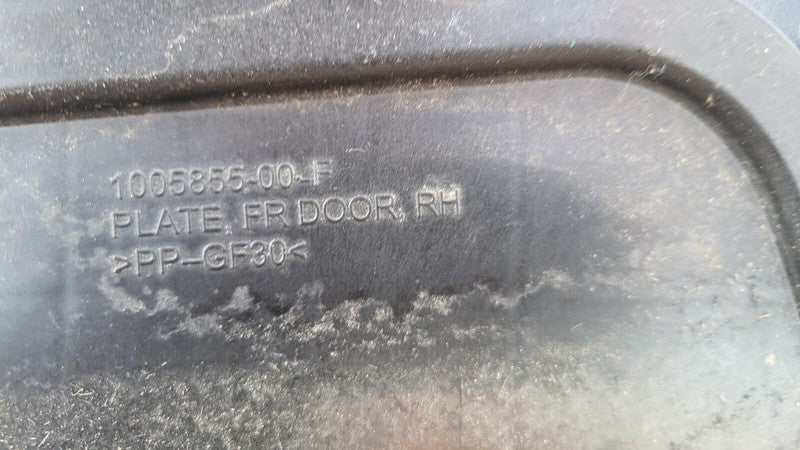 1005855-00-F
PLATE, FR DOOR, RH
>PP-GF30<